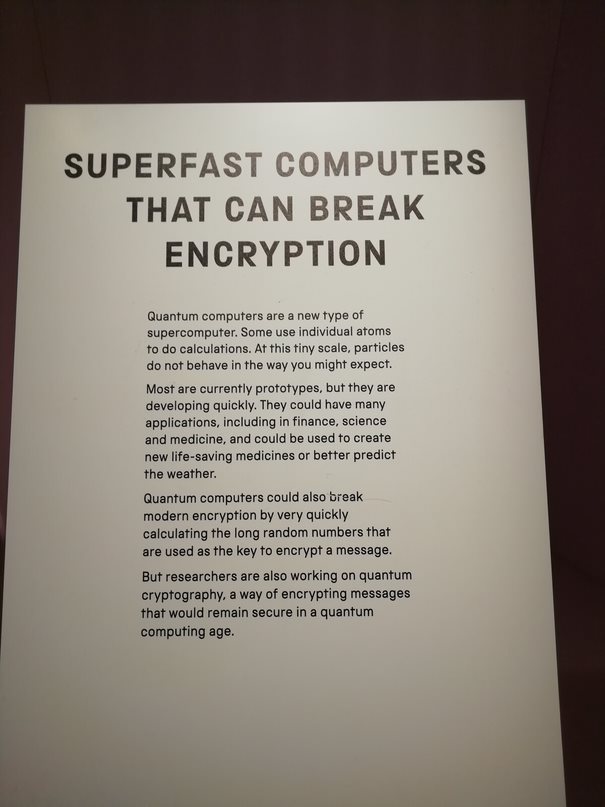 SUPERFAST COMPUTERS
THAT CAN BREAK
ENCRYPTION
Quantum computers are a new type of
supercomputer. Some use individual atoms
to do calculations. At this tiny scale, particles
do not behave in the way you might expect.
Most are currently prototypes, but they are
developing quickly. They could have many
applications, including in finance, science
and medicine, and could be used to create
new life-saving medicines or better predict
the weather.
Quantum computers could also break
modern encryption by very quickly
calculating the long random numbers that
are used as the key to encrypt a message.
But researchers are also working on quantum
cryptography, a way of encrypting messages
that would remain secure in a quantum
computing age.